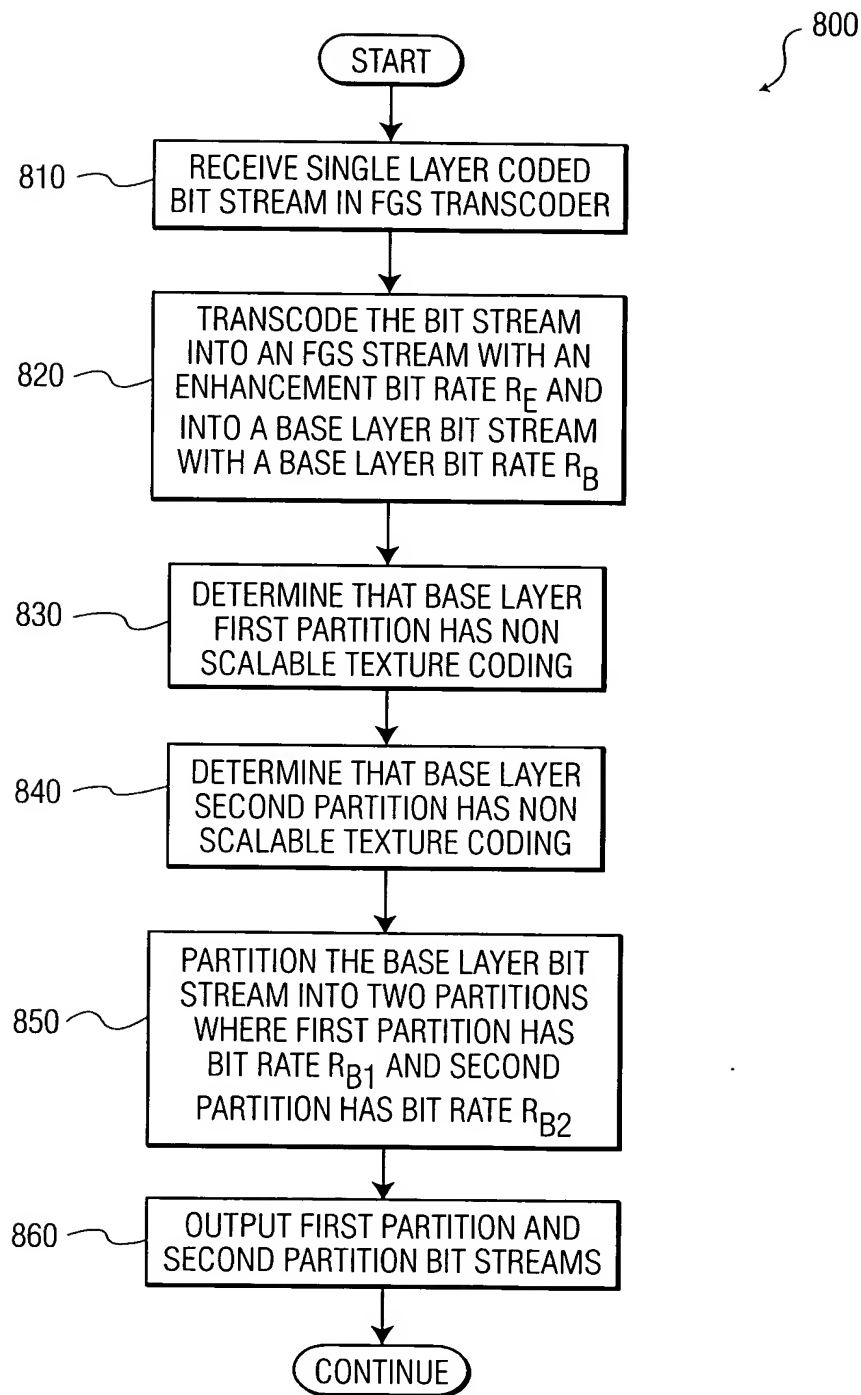 800
START
810
RECEIVE SINGLE LAYER CODED
BIT STREAM IN FGS TRANSCODER
820
TRANSCODE THE BIT STREAM
INTO AN FGS STREAM WITH AN
ENHANCEMENT BIT RATE RE AND
INTO A BASE LAYER BIT STREAM
WITH A BASE LAYER BIT RATE RB
830
DETERMINE THAT BASE LAYER
FIRST PARTITION HAS NON
SCALABLE TEXTURE CODING
840
DETERMINE THAT BASE LAYER
SECOND PARTITION HAS NON
SCALABLE TEXTURE CODING
850
PARTITION THE BASE LAYER BIT
STREAM INTO TWO PARTITIONS
WHERE FIRST PARTITION HAS
BIT RATE RB1 AND SECOND
PARTITION HAS BIT RATE RB2
860
OUTPUT FIRST PARTITION AND
SECOND PARTITION BIT STREAMS
CONTINUE